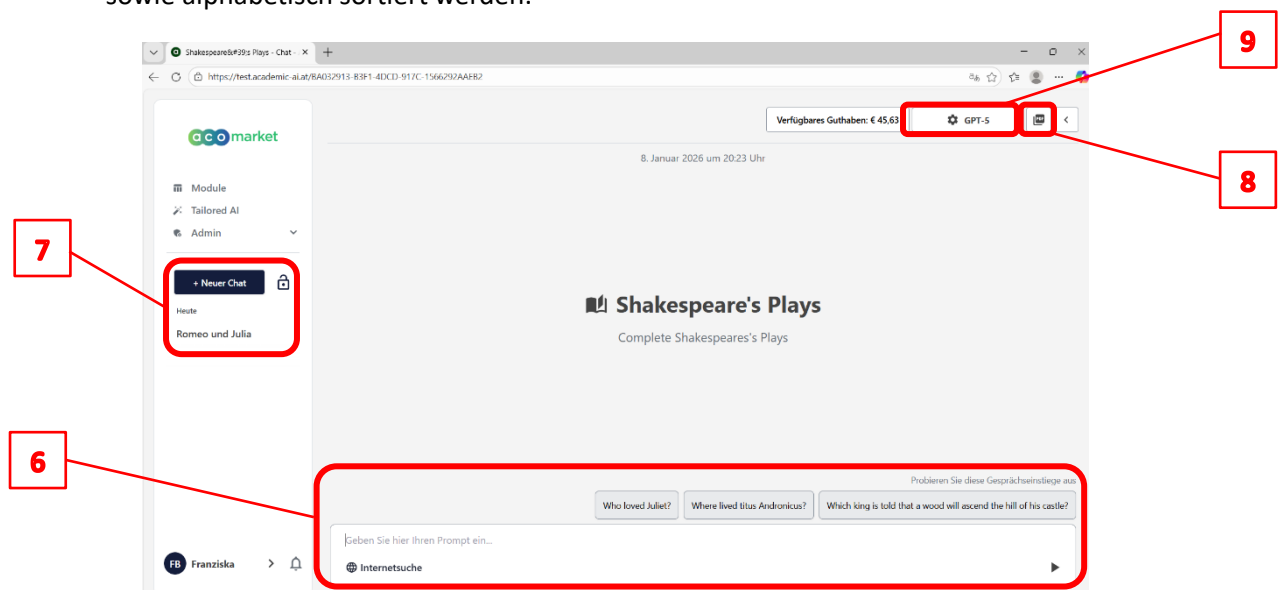 sowie alphabetisch sortiert werden.
9
Shakespeare&#39;s Plays - Chat -
https://test.academic-ai.at/8A032913-B3F1-4DCD-917C-1566292AAEB2
aco market
Verfügbares Guthaben: € 45,63
GPT-5
8. Januar 2026 um 20:23 Uhr
8
Module
Tailored AI
Admin
7
+ Neuer Chat
Heute
Romeo und Julia
Shakespeare's Plays
Complete Shakespeares's Plays
6
Probieren Sie diese Gesprächseinstiege aus
Who loved Juliet?
Where lived titus Andronicus?
Which king is told that a wood will ascend the hill of his castle?
Geben Sie hier Ihren Prompt ein...
Internetsuche
FB Franziska